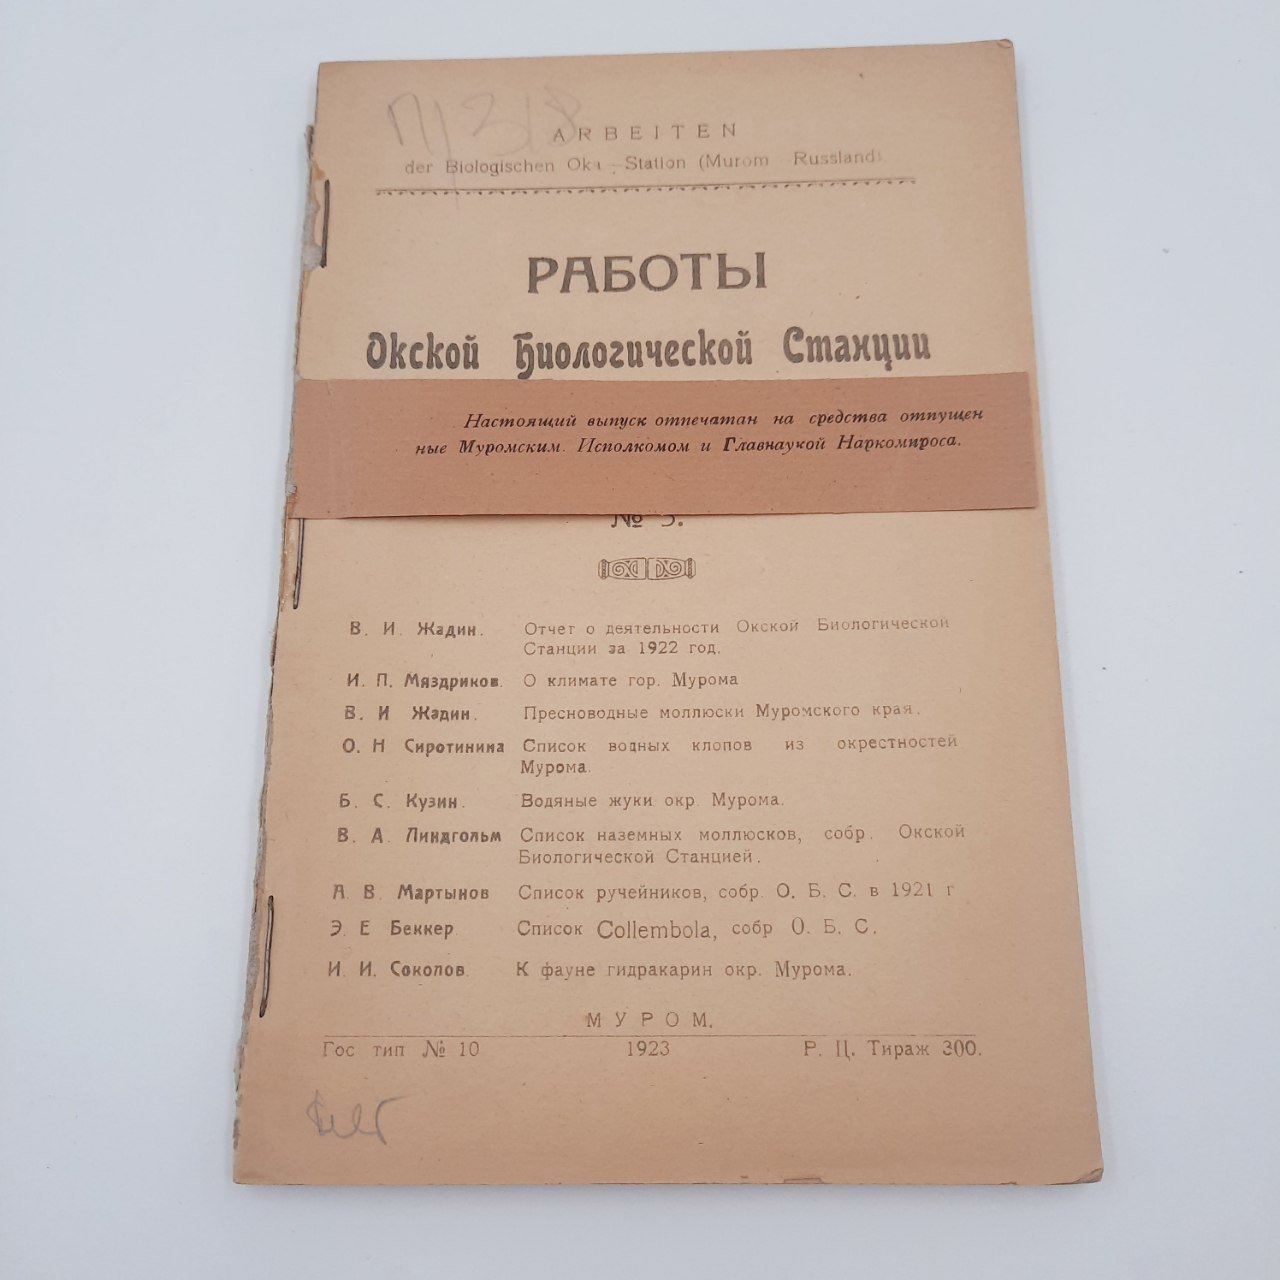 ARBEITEN
der Biologischen Oka-Station (Murom Russland)
РАБОТЫ
Окской Биологической Станции
Настоящий выпуск отпечатан на средства отпущен
ные Муромским. Исполкомом и Главнаукой Наркомпроса.
№
В. И. Жадин. Отчет о деятельности Окской Биологической
Станции за 1922 год.
И. П. Мяздриков. О климате гор. Мурома
В. И Жадин. Пресноводные моллюски Муромского края.
О. Н Сиротинина Список водных клопов из окрестностей
Мурома.
Б. С. Кузин. Водяные жуки окр. Мурома.
В. А. Линдгольм Список наземных моллюсков, собр. Окской
Биологической Станцией.
А. В. Мартынов Список ручейников, собр. О. Б. С. в 1921 г
Э. Е Беккер. Список Collembola, собр О. Б. С.
И. И. Соколов. К фауне гидракарин окр. Мурома.
МУРОМ.
Гос тип № 10 1923 Р. Ц. Тираж 300.